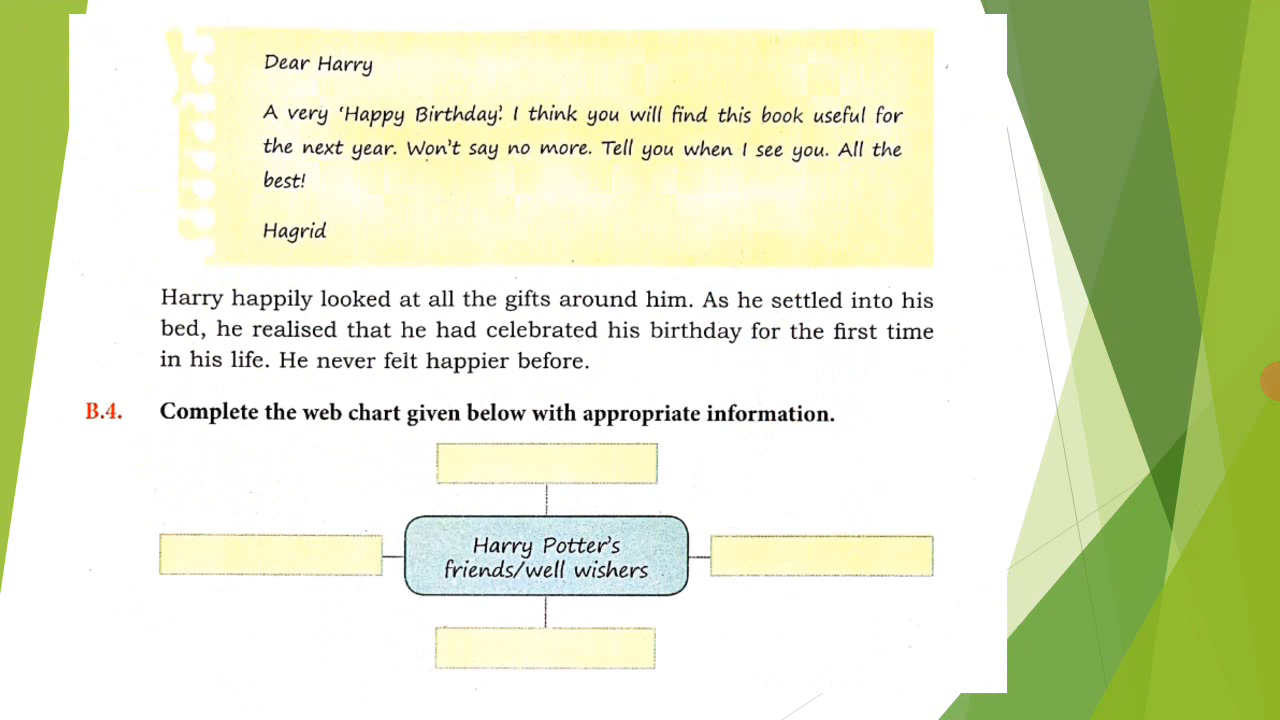 Dear Harry
A very ‘Happy Birthday’! I think you will find this book useful for
the next year. Won't say no more. Tell you when I see you. All the
best!
Hagrid
Harry happily looked at all the gifts around him. As he settled into his
bed, he realised that he had celebrated his birthday for the first time
in his life. He never felt happier before.
B.4. Complete the web chart given below with appropriate information.
Harry Potter's
friends/well wishers